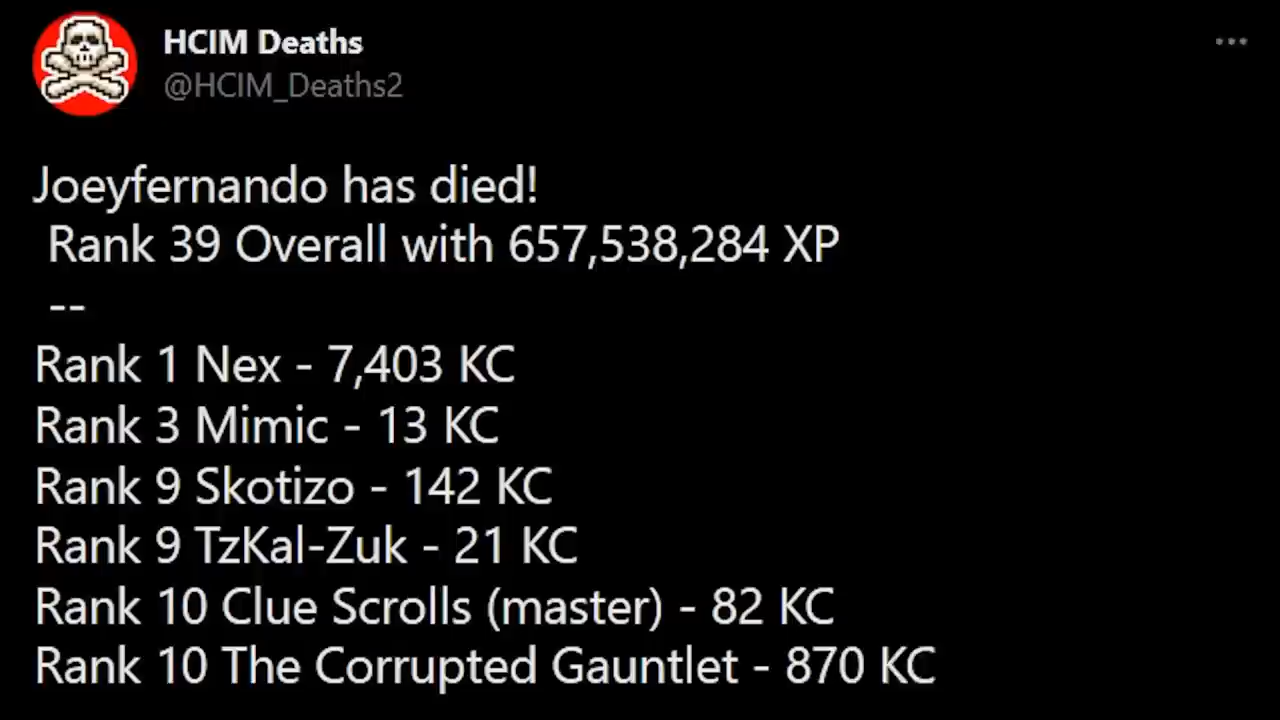 HCIM Deaths
@HCIM_Deaths2
Joeyfernando has died!
Rank 39 Overall with 657,538,284 XP
--
Rank 1 Nex - 7,403 KC
Rank 3 Mimic - 13 KC
Rank 9 Skotizo - 142 KC
Rank 9 TzKal-Zuk - 21 KC
Rank 10 Clue Scrolls (master) - 82 KC
Rank 10 The Corrupted Gauntlet - 870 KC